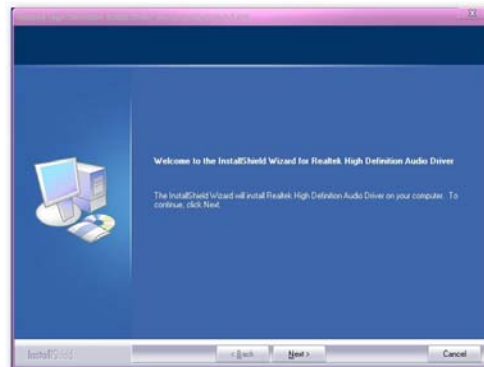 Welcome to the InstallShield Wizard for Realtek High Definition Audio Driver
The InstallShield Wizard will install Realtek High Definition Audio Driver on your computer. To
continue, click Next.
InstallShield
< Back
Next >
Cancel